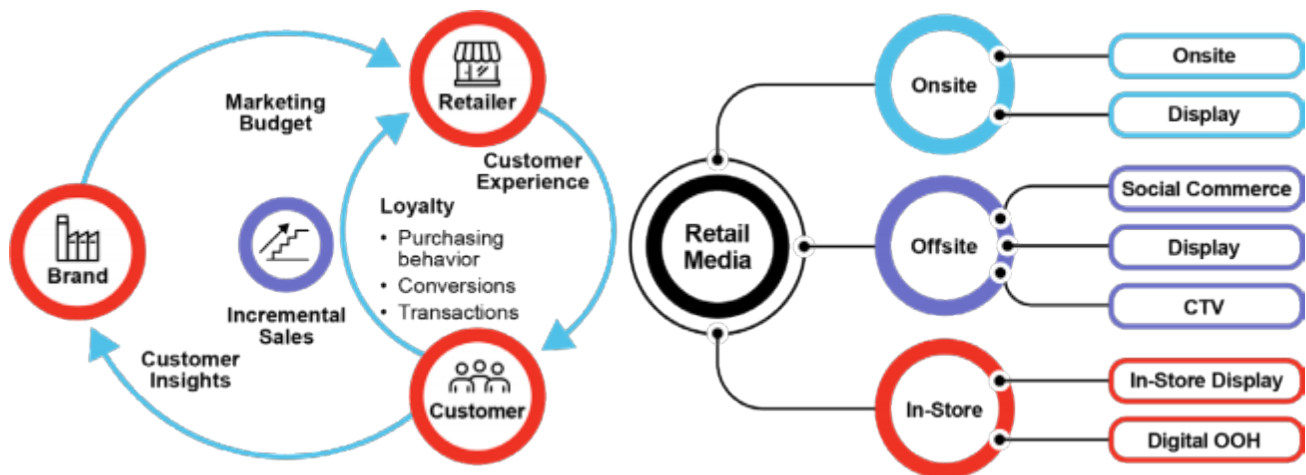 Retailer
Marketing
Budget
Customer
Experience
Loyalty
• Purchasing
behavior
• Conversions
• Transactions
Brand
Incremental
Sales
Customer
Insights
Customer
Retail
Media
Onsite
Onsite
Display
Offsite
Social Commerce
Display
CTV
In-Store
In-Store Display
Digital OOH